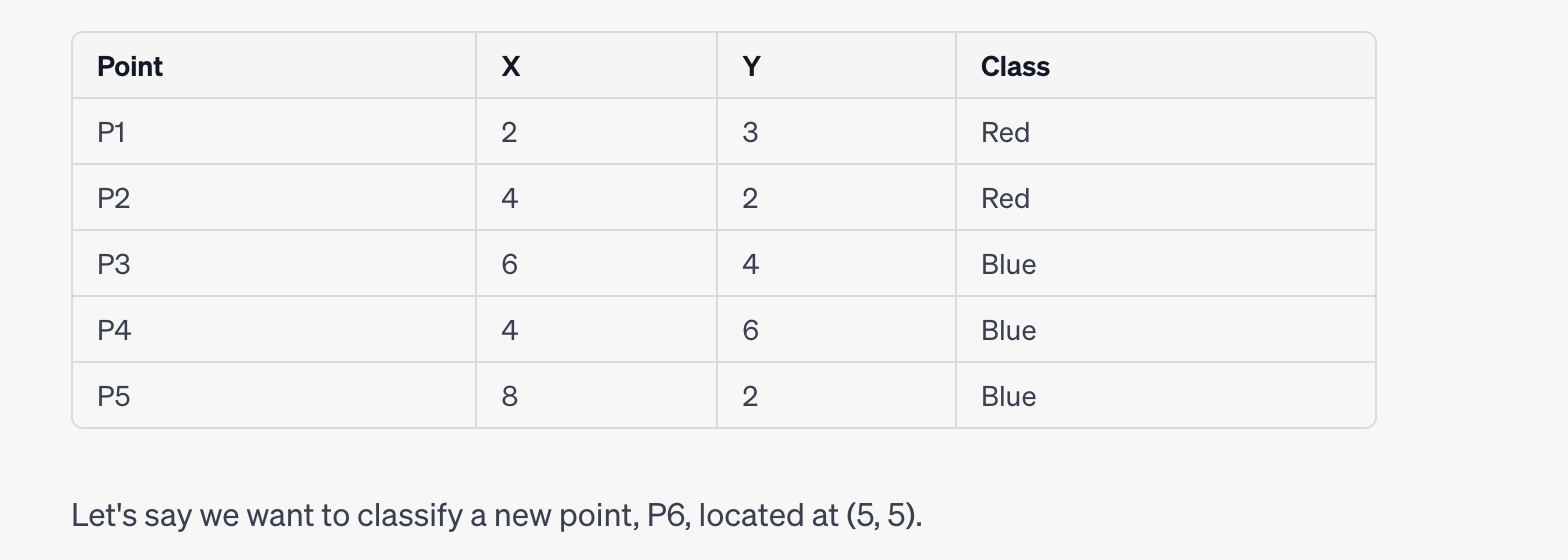 Point X Y Class
P1 2 3 Red
P2 4 2 Red
P3 6 4 Blue
P4 4 6 Blue
P5 8 2 Blue
Let's say we want to classify a new point, P6, located at (5, 5).